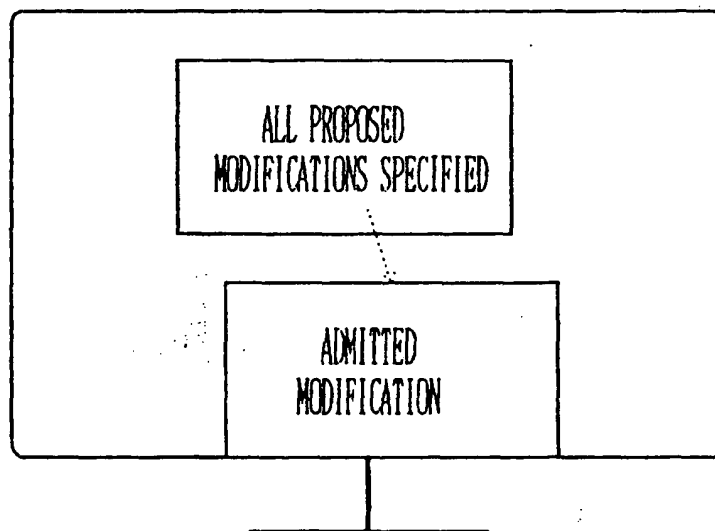 ALL PROPOSED
MODIFICATIONS SPECIFIED
ADMITTED
MODIFICATION